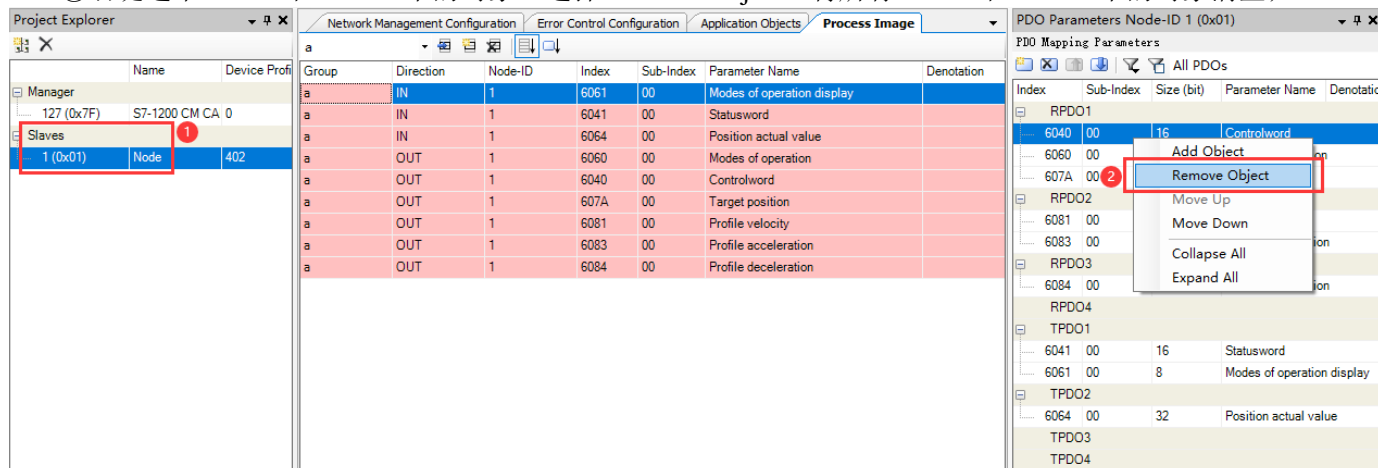 Project Explorer
Name Device Profi
Manager
127 (0x7F) S7-1200 CM CA 0
Slaves
1 (0x01) Node 402
1
Network Management Configuration Error Control Configuration Application Objects Process Image
a
Group Direction Node-ID Index Sub-Index Parameter Name Denotation
a IN 1 6061 00 Modes of operation display
a IN 1 6041 00 Statusword
a IN 1 6064 00 Position actual value
a OUT 1 6060 00 Modes of operation
a OUT 1 6040 00 Controlword
a OUT 1 607A 00 Target position
a OUT 1 6081 00 Profile velocity
a OUT 1 6083 00 Profile acceleration
a OUT 1 6084 00 Profile deceleration
PDO Parameters Node-ID 1 (0x01)
PDO Mapping Parameters
All PDOs
Index Sub-Index Size (bit) Parameter Name Denotatic
RPDO1
6040 00 16 Controlword
6060 00
607A 00
RPDO2
6081 00
6083 00 ion
RPDO3
6084 00 ion
RPDO4
TPDO1
6041 00 16 Statusword
6061 00 8 Modes of operation display
TPDO2
6064 00 32 Position actual value
TPDO3
TPDO4
2
Add Object
Remove Object
Move Up
Move Down
Collapse All
Expand All